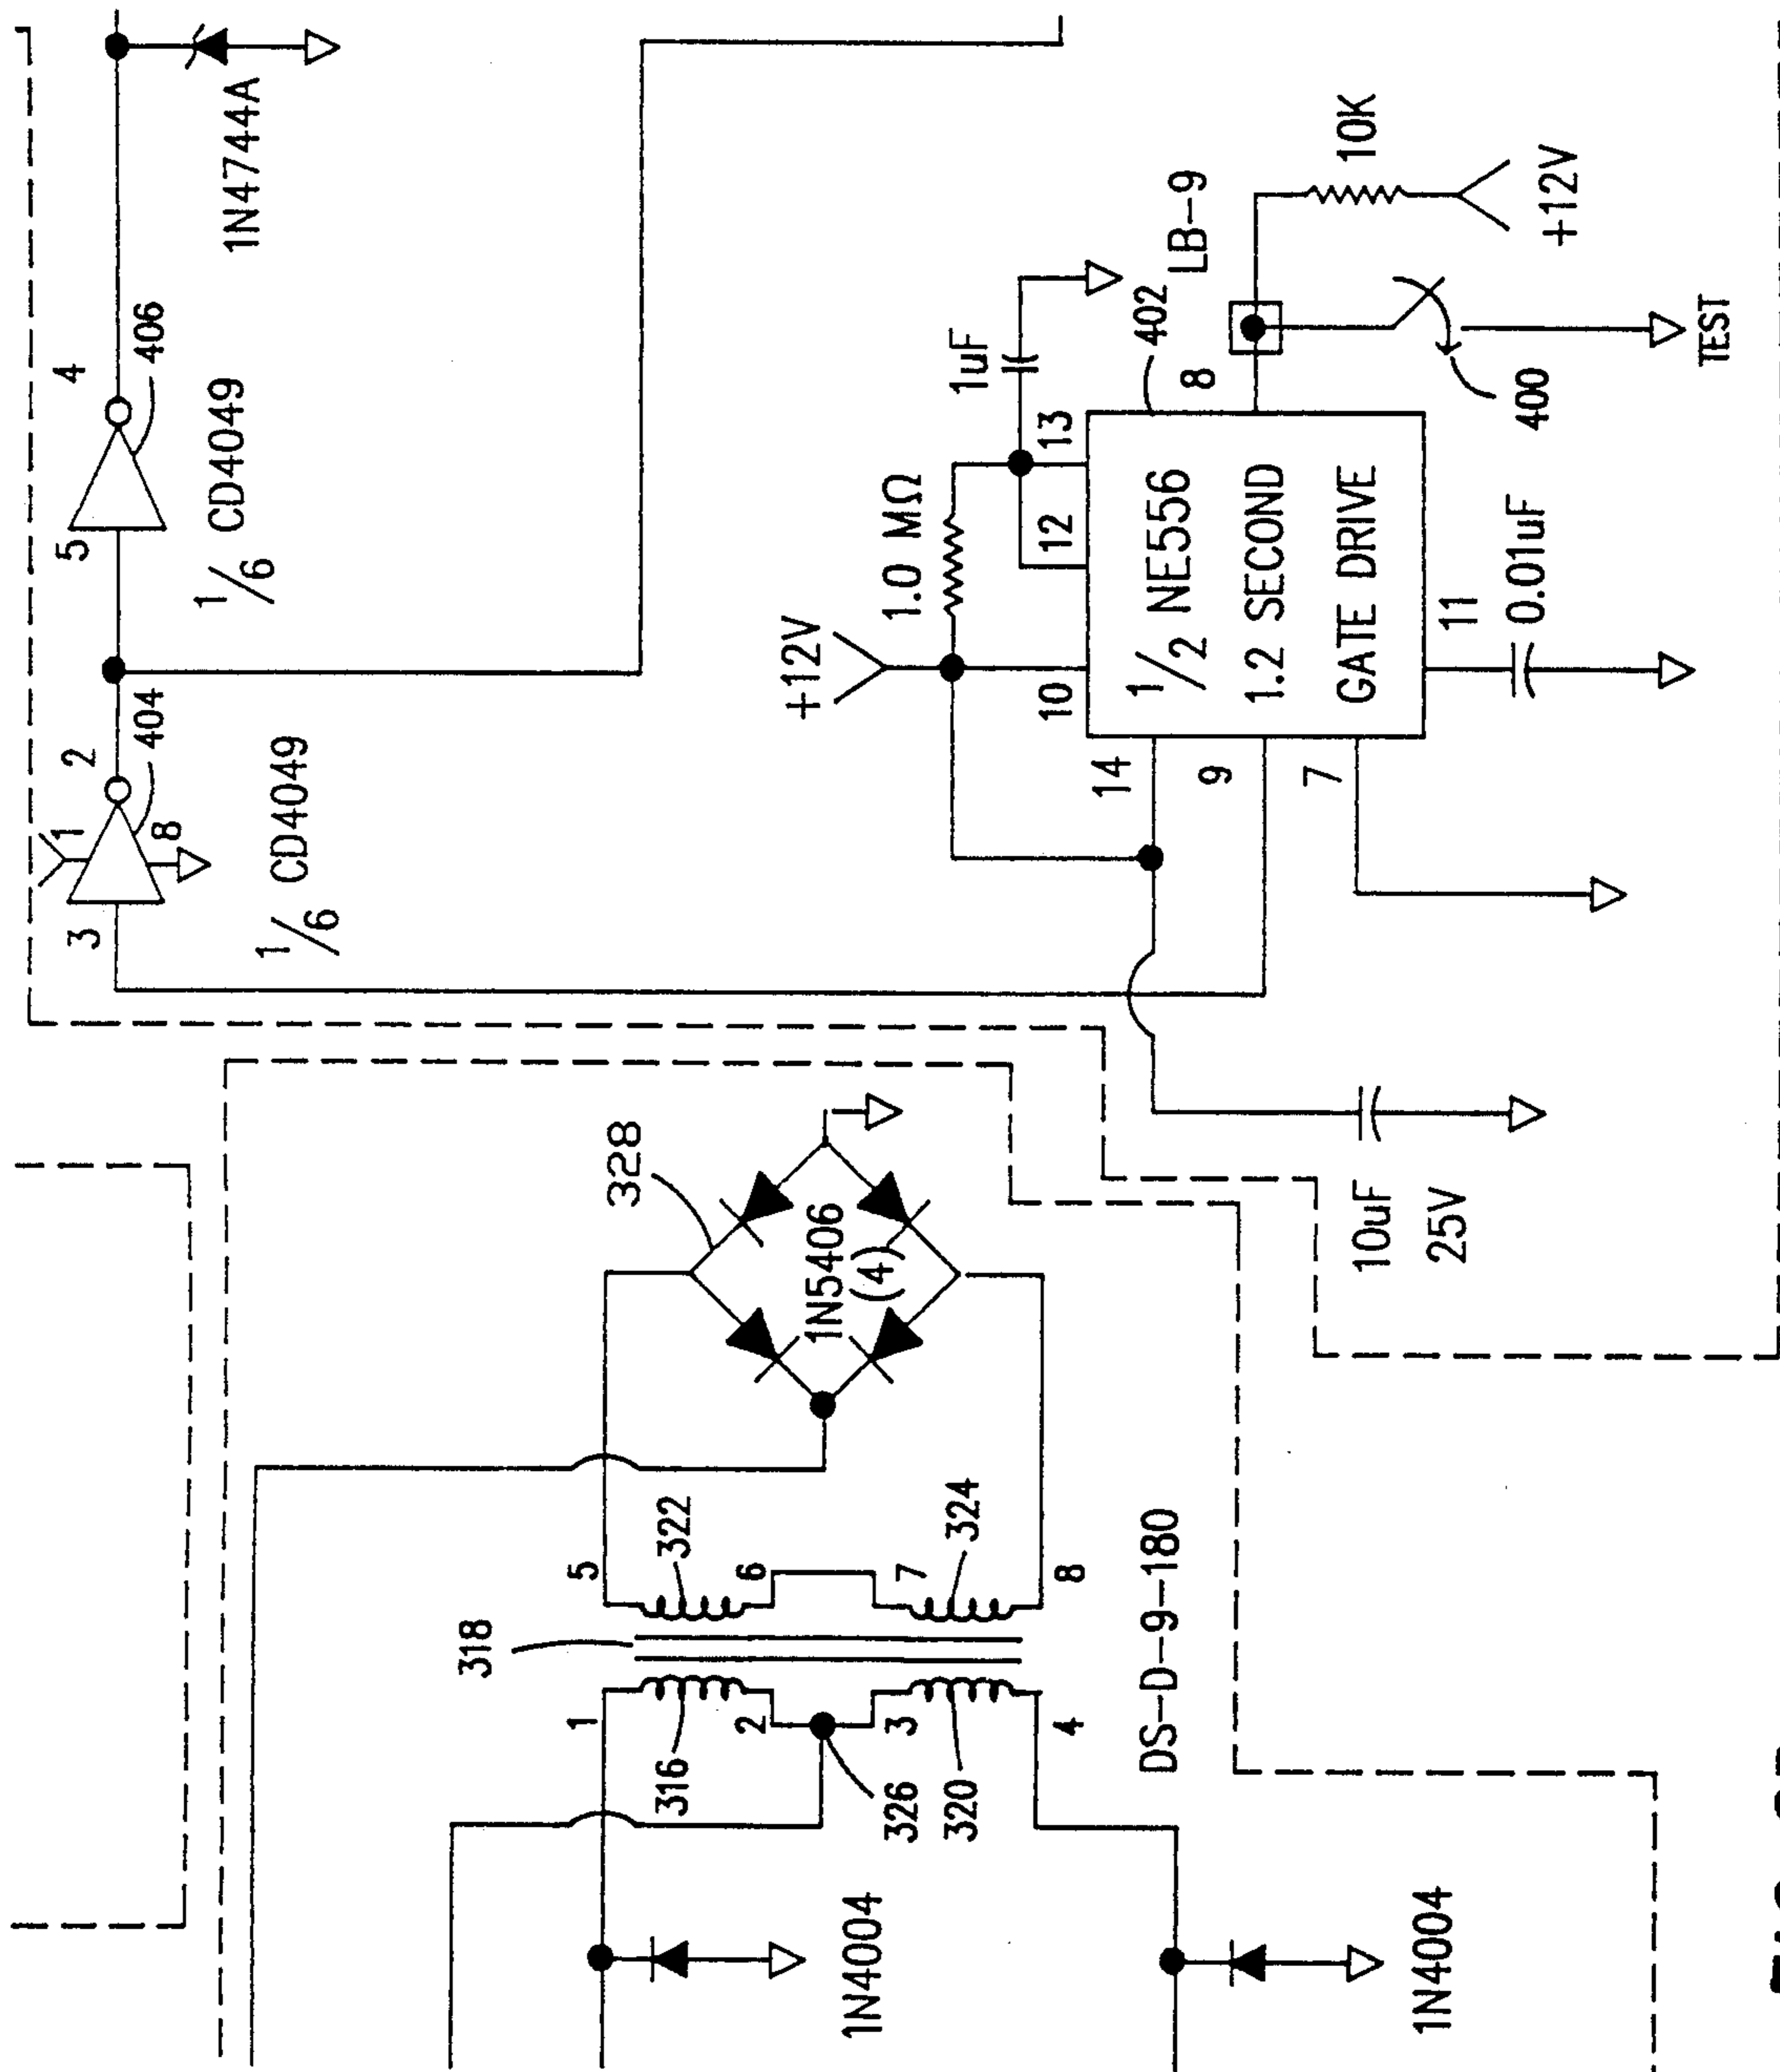 1N4744A
4
406
5
CD4049
1/6
2
404
1
8
3
CD4049
1/6
+12V
1.0 MΩ
1uF
13
12
10
402
LB-9
8
10K
+12V
400
TEST
1/2 NE556
1.2 SECOND
GATE DRIVE
14
9
7
11
0.01uF
10uF
25V
328
1N5406
(4)
5
322
6
7
324
8
318
1
316
2
326
3
320
4
DS-D-9-180
1N4004
1N4004